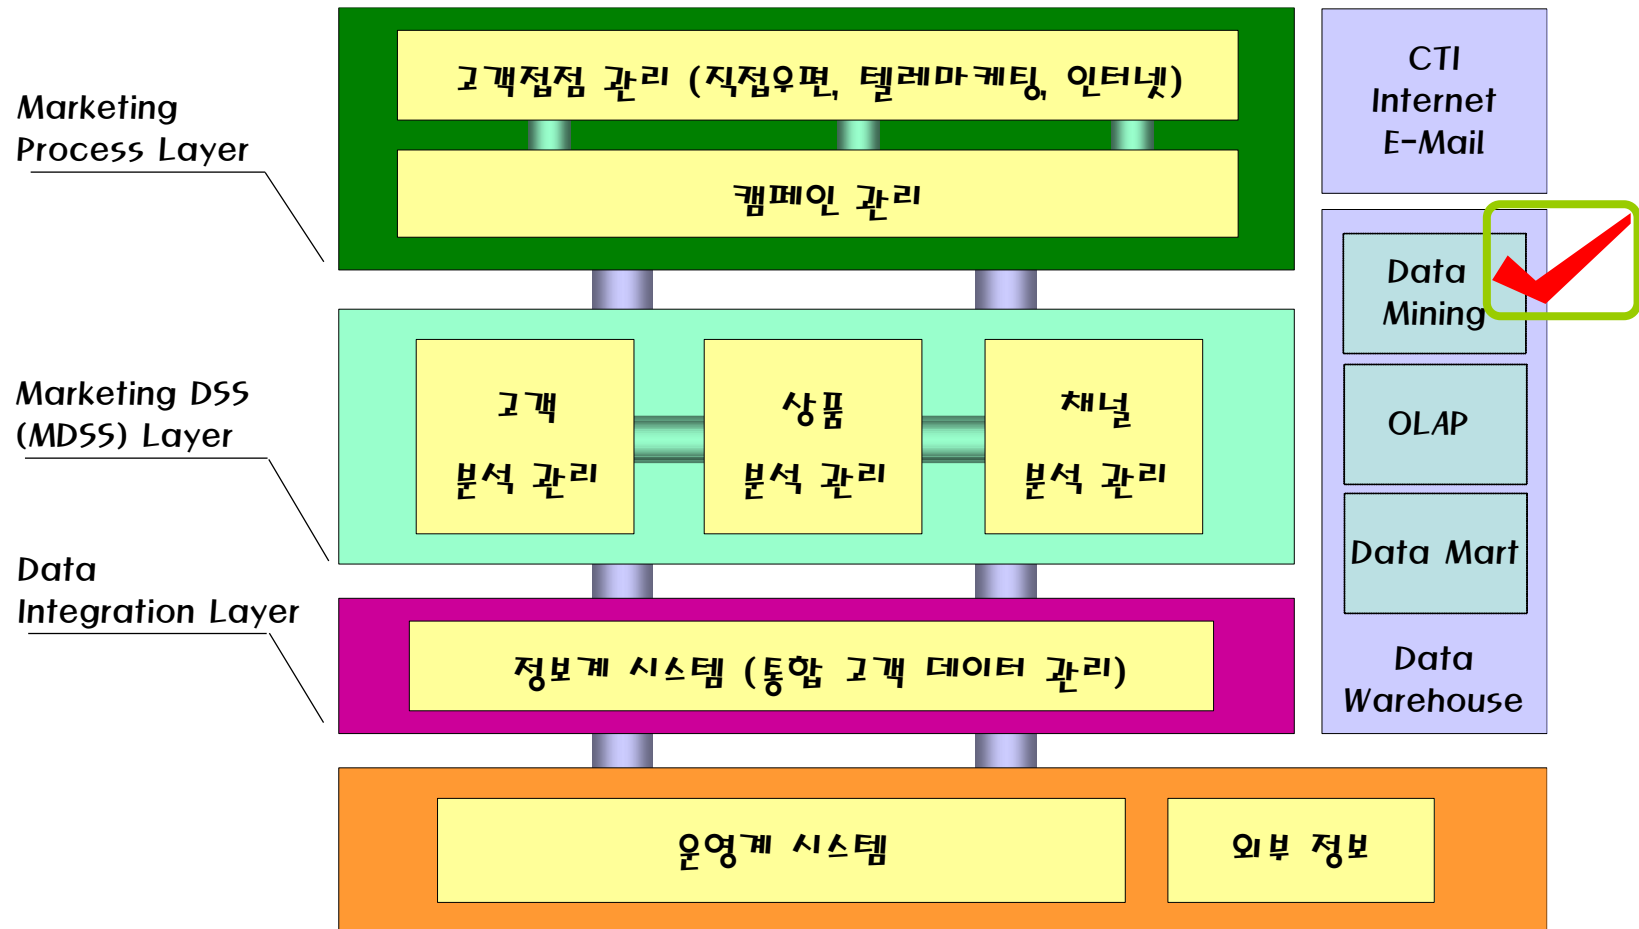 Marketing
Process Layer
고객접점 관리 (직접우편, 텔레마케팅, 인터넷)
캠페인 관리
CTI
Internet
E-Mail
Marketing DSS
(MDSS) Layer
고객
분석 관리
상품
분석 관리
채널
분석 관리
Data
Mining
OLAP
Data Mart
Data
Warehouse
Data
Integration Layer
정보계 시스템 (통합 고객 데이터 관리)
운영계 시스템
외부 정보